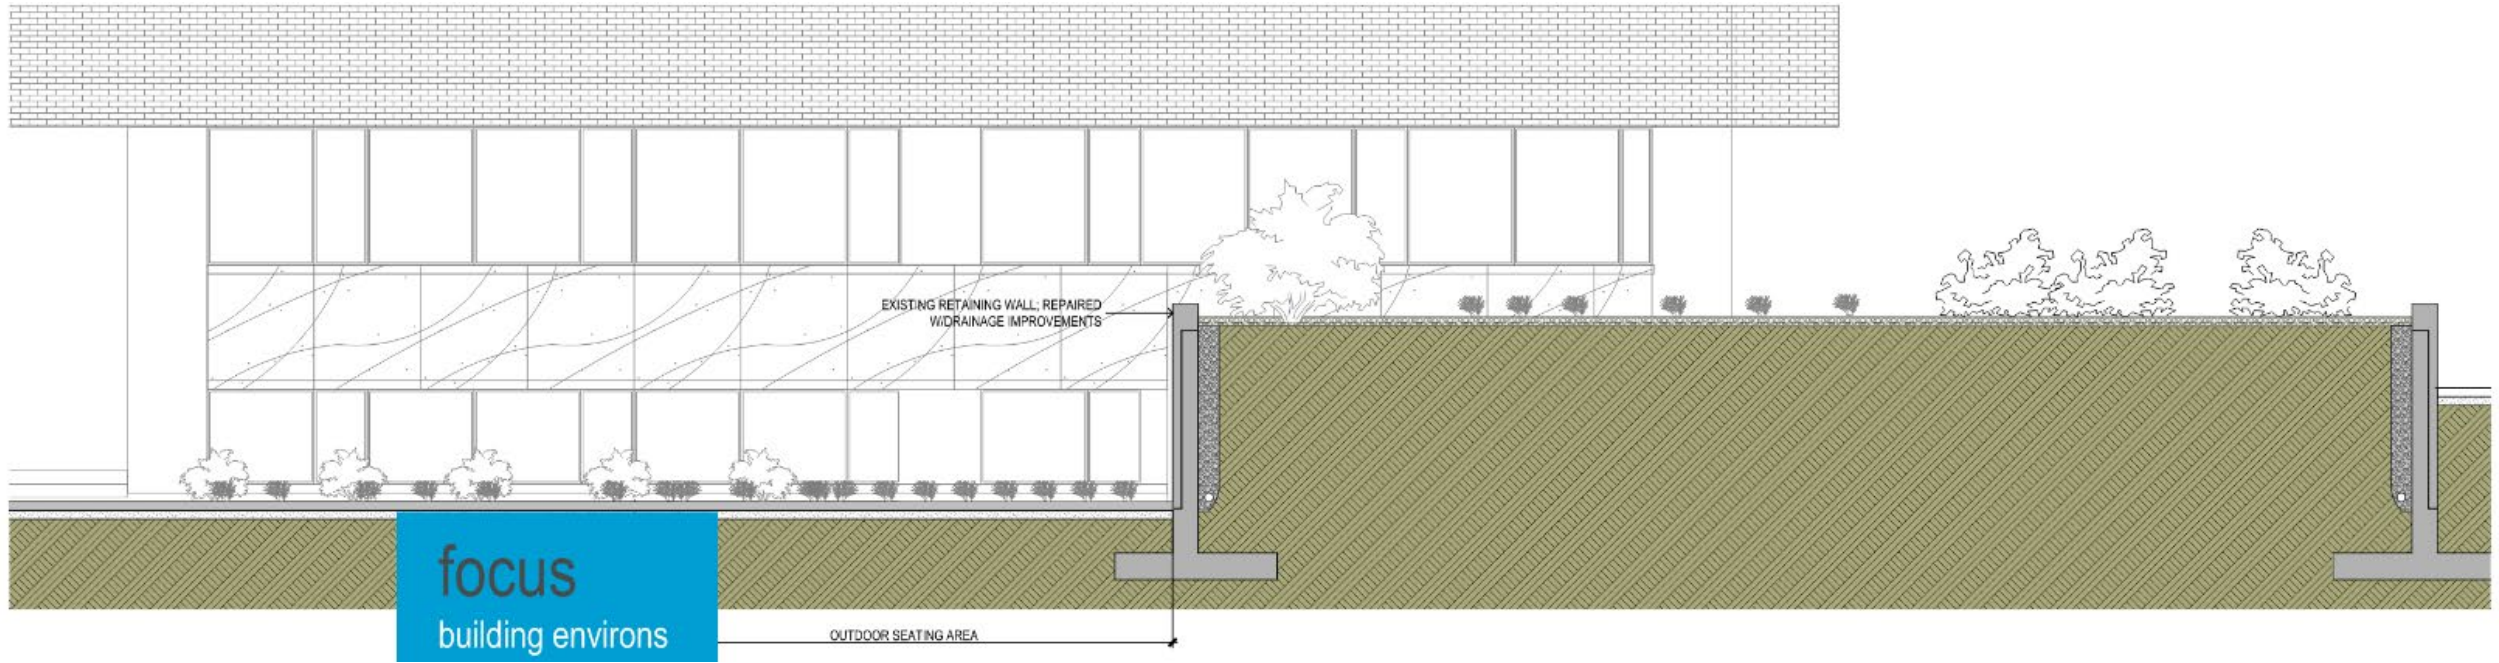 EXISTING RETAINING WALL; REPAIRED
W/DRAINAGE IMPROVEMENTS
focus
building environs
OUTDOOR SEATING AREA